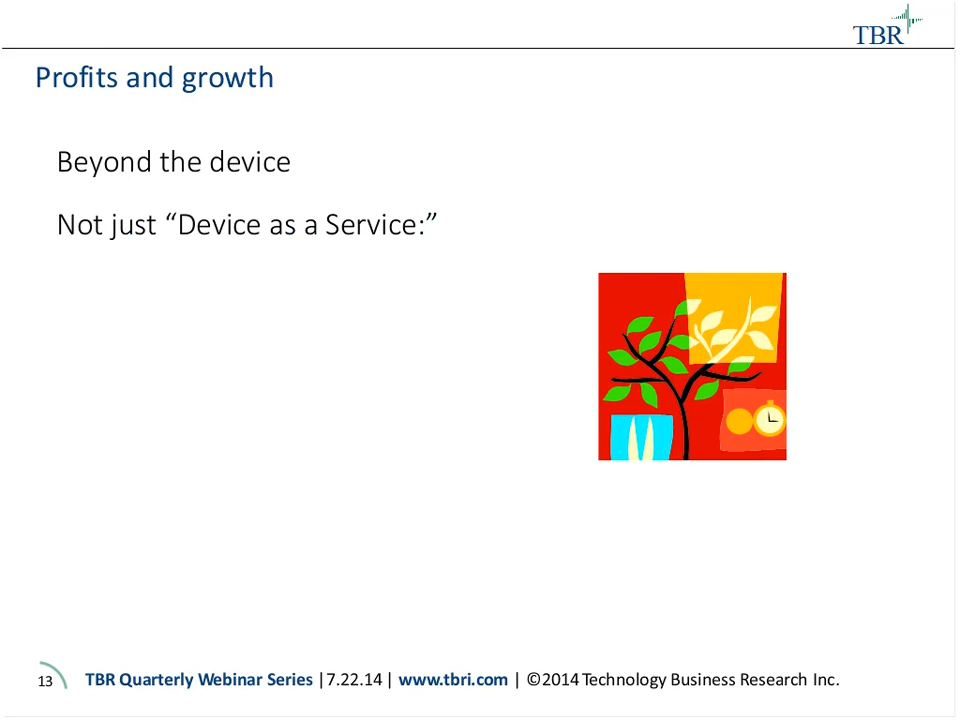 TBR
Profits and growth
Beyond the device
Not just “Device as a Service:”
13 TBR Quarterly Webinar Series | 7.22.14 | www.tbri.com | ©2014 Technology Business Research Inc.